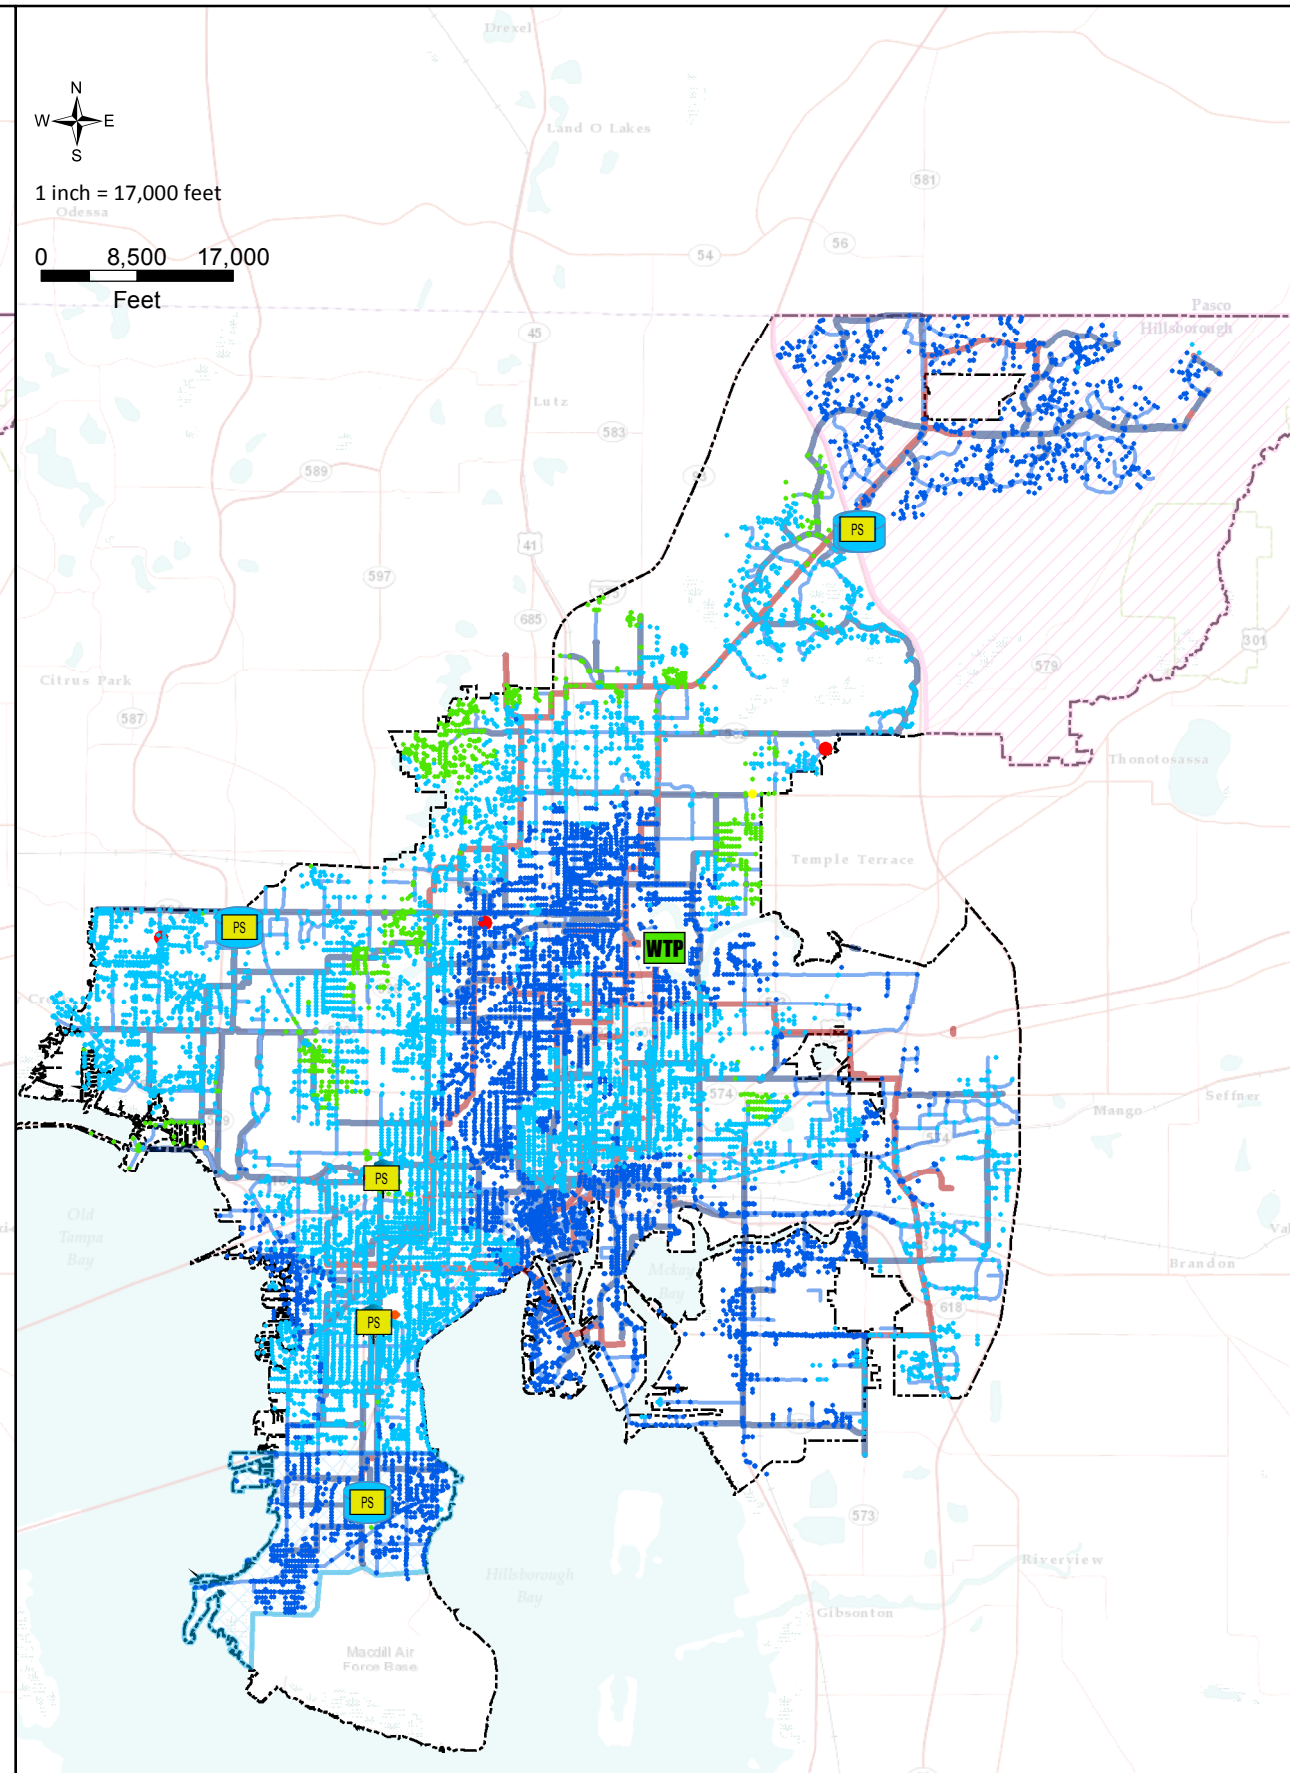 Drexel
N
W E
S
Land O Lakes
1 inch = 17,000 feet
581
Odessa
56
54
0 8,500 17,000
Feet
Pasco
Hillsborough
45
Lutz
583
589
PS
41
597
685
301
579
Citrus Park
587
Thonotosassa
Temple Terrace
PS
WTP
574
Mango
Seffner
PS
Old
Tampa
Bay
Mckay
Bay
Brandon
618
PS
PS
573
Riverview
Hillsborough
Bay
Gibsonton
Macdill Air
Force Base